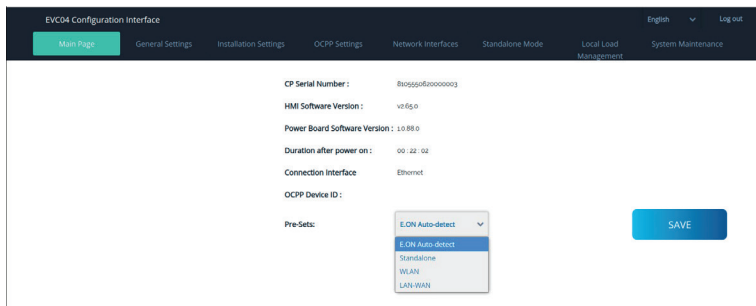 EVC04 Configuration Interface
English
Log out
Main Page
General Settings
Installation Settings
OCPP Settings
Network Interfaces
Standalone Mode
Local Load
Management
System Maintenance
CP Serial Number :
8105550620000003
HMI Software Version :
v2.65.0
Power Board Software Version :
1.0.88.0
Duration after power on :
00 : 22 : 02
Connection Interface
Ethernet
OCPP Device ID :
Pre-Sets:
E.ON Auto-detect
SAVE
E.ON Auto-detect
Standalone
WLAN
LAN-WAN